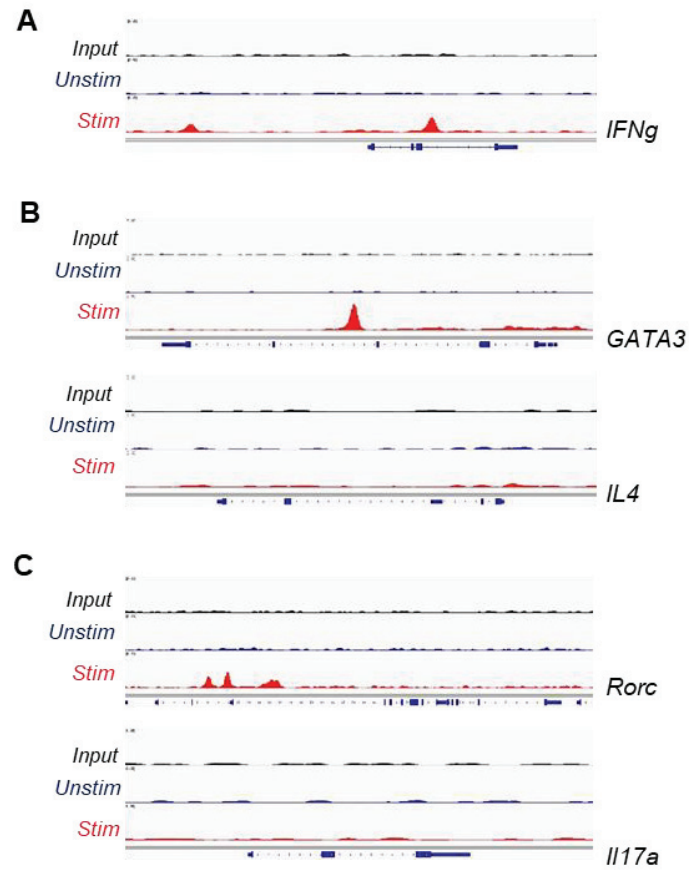 A
Input
Unstim
Stim
IFNg
B
Input
Unstim
Stim
GATA3
Input
Unstim
Stim
IL4
C
Input
Unstim
Stim
Rorc
Input
Unstim
Stim
Il17a